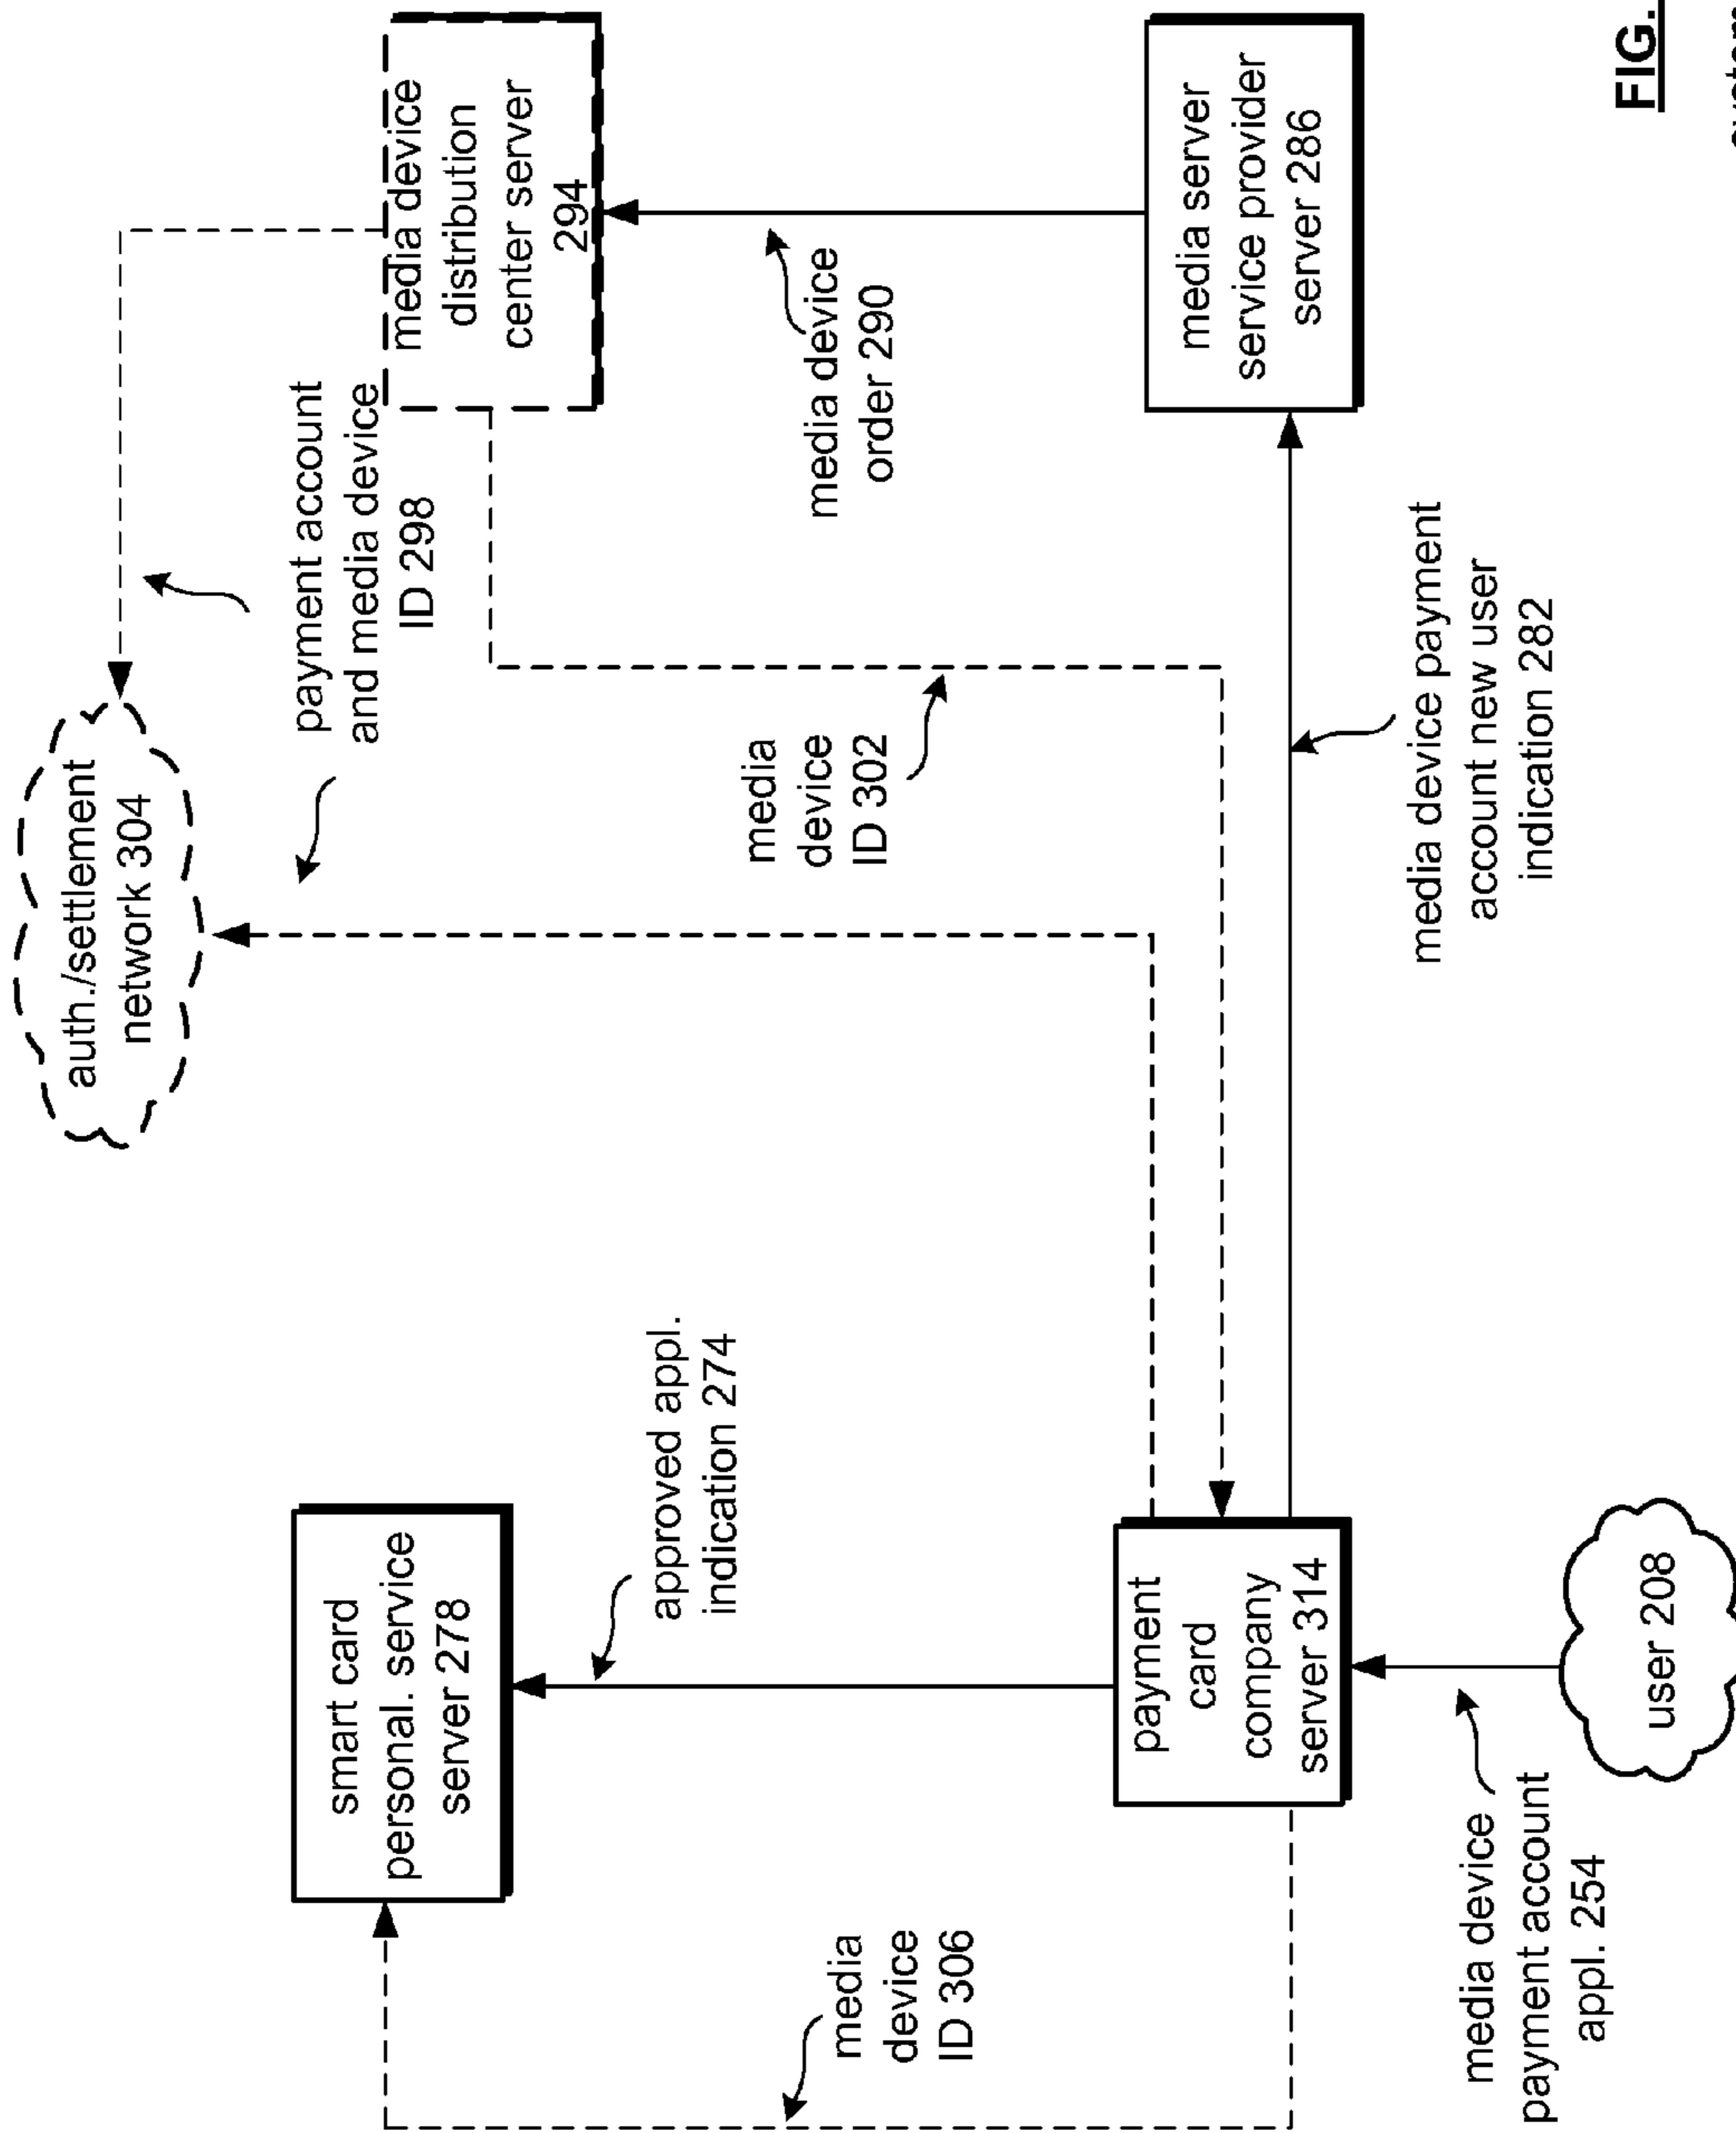 auth./settlement
network 304
payment account
and media device
ID 298
media device
distribution
center server
294
smart card
personal. service
server 278
approved appl.
indication 274
media
device
ID 302
media device
order 290
media
device
ID 306
payment
card
company
server 314
media server
service provider
server 286
media device payment
account new user
indication 282
media device
payment account
appl. 254
user 208
FIG.